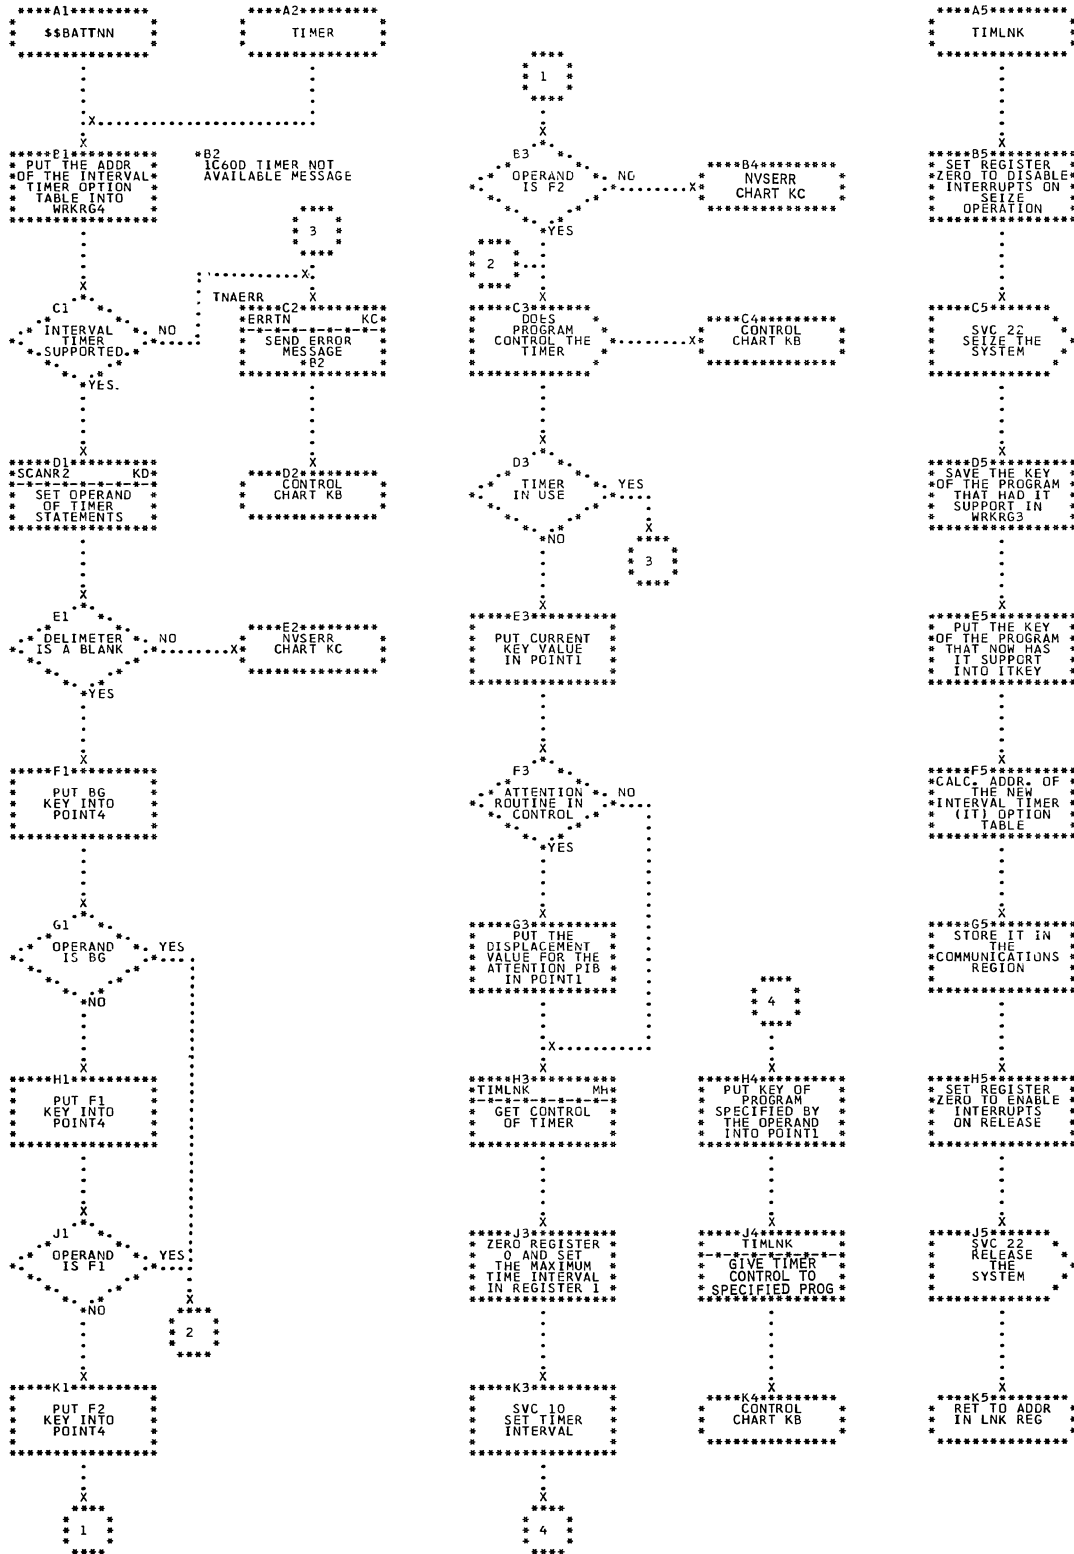 A1
$$BATTNN
A2
TIMER
B1
PUT THE ADDR
OF THE INTERVAL
TIMER OPTION
TABLE INTO
WRKRG4
*B2
1C60D TIMER NOT
AVAILABLE MESSAGE
3
C1
INTERVAL
TIMER
SUPPORTED
NO
YES
TNAERR
C2
ERRTN KC
SEND ERROR
MESSAGE
B2
D1
SCANR2 KD
SET OPERAND
OF TIMER
STATEMENTS
D2
CONTROL
CHART KB
E1
DELIMETER
IS A BLANK
NO
YES
E2
NVSERR
CHART KC
F1
PUT BG
KEY INTO
POINT4
G1
OPERAND
IS BG
YES
NO
H1
PUT F1
KEY INTO
POINT4
J1
OPERAND
IS F1
YES
NO
2
K1
PUT F2
KEY INTO
POINT4
1
1
B3
OPERAND
IS F2
NO
YES
B4
NVSERR
CHART KC
2
C3
DOES
PROGRAM
CONTROL THE
TIMER
C4
CONTROL
CHART KB
D3
TIMER
IN USE
YES
NO
3
E3
PUT CURRENT
KEY VALUE
IN POINT1
F3
ATTENTION
ROUTINE IN
CONTROL
NO
YES
G3
PUT THE
DISPLACEMENT
VALUE FOR THE
ATTENTION PIB
IN POINT1
H3
TIMLNK MH
GET CONTROL
OF TIMER
J3
ZERO REGISTER
0 AND SET
THE MAXIMUM
TIME INTERVAL
IN REGISTER 1
K3
SVC 10
SET TIMER
INTERVAL
4
4
H4
PUT KEY OF
PROGRAM
SPECIFIED BY
THE OPERAND
INTO POINT1
J4
TIMLNK
GIVE TIMER
CONTROL TO
SPECIFIED PROG
K4
CONTROL
CHART KB
A5
TIMLNK
B5
SET REGISTER
ZERO TO DISABLE
INTERRUPTS ON
SEIZE
OPERATION
C5
SVC 22
SEIZE THE
SYSTEM
D5
SAVE THE KEY
OF THE PROGRAM
THAT HAD IT
SUPPORT IN
WRKRG3
E5
PUT THE KEY
OF THE PROGRAM
THAT NOW HAS
IT SUPPORT
INTO ITKEY
F5
CALC. ADDR. OF
THE NEW
INTERVAL TIMER
(IT) OPTION
TABLE
G5
STORE IT IN
THE
COMMUNICATIONS
REGION
H5
SET REGISTER
ZERO TO ENABLE
INTERRUPTS
ON RELEASE
J5
SVC 22
RELEASE
THE
SYSTEM
K5
RET TO ADDR
IN LNK REG